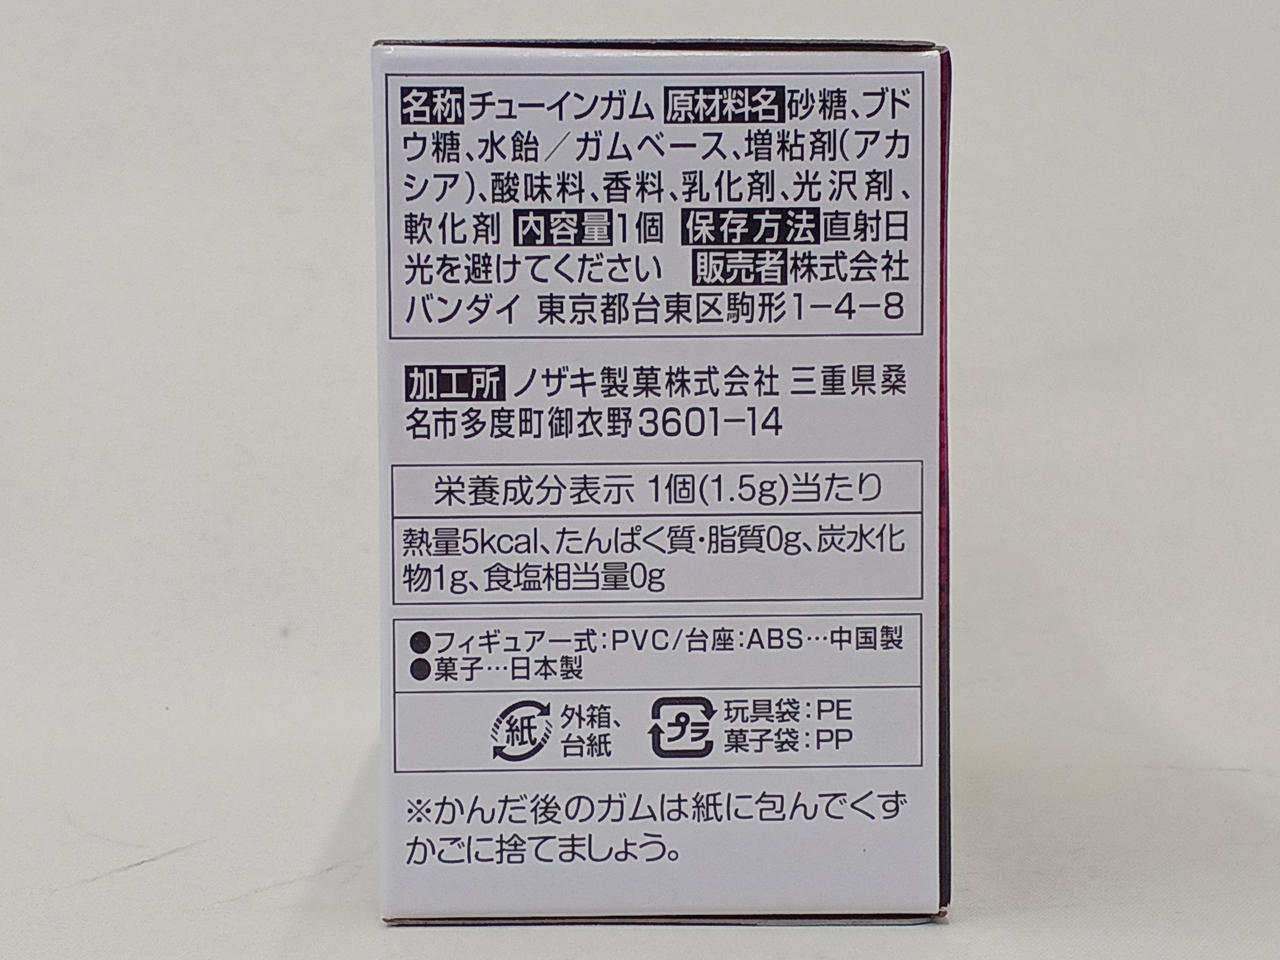 名称 チューインガム 原材料名 砂糖、ブド
ウ糖、水飴／ガムベース、増粘剤(アカ
シア)、酸味料、香料、乳化剤、光沢剤、
軟化剤 内容量 1個 保存方法 直射日
光を避けてください 販売者 株式会社
バンダイ 東京都台東区駒形1-4-8
加工所 ノザキ製菓株式会社 三重県桑
名市多度町御衣野3601-14
栄養成分表示 1個(1.5g)当たり
熱量5kcal、たんぱく質・脂質0g、炭水化
物1g、食塩相当量0g
●フィギュア一式:PVC/台座:ABS…中国製
●菓子…日本製
紙 外箱、
台紙
プラ 玩具袋:PE
菓子袋:PP
※かんだ後のガムは紙に包んでくず
かごに捨てましょう。